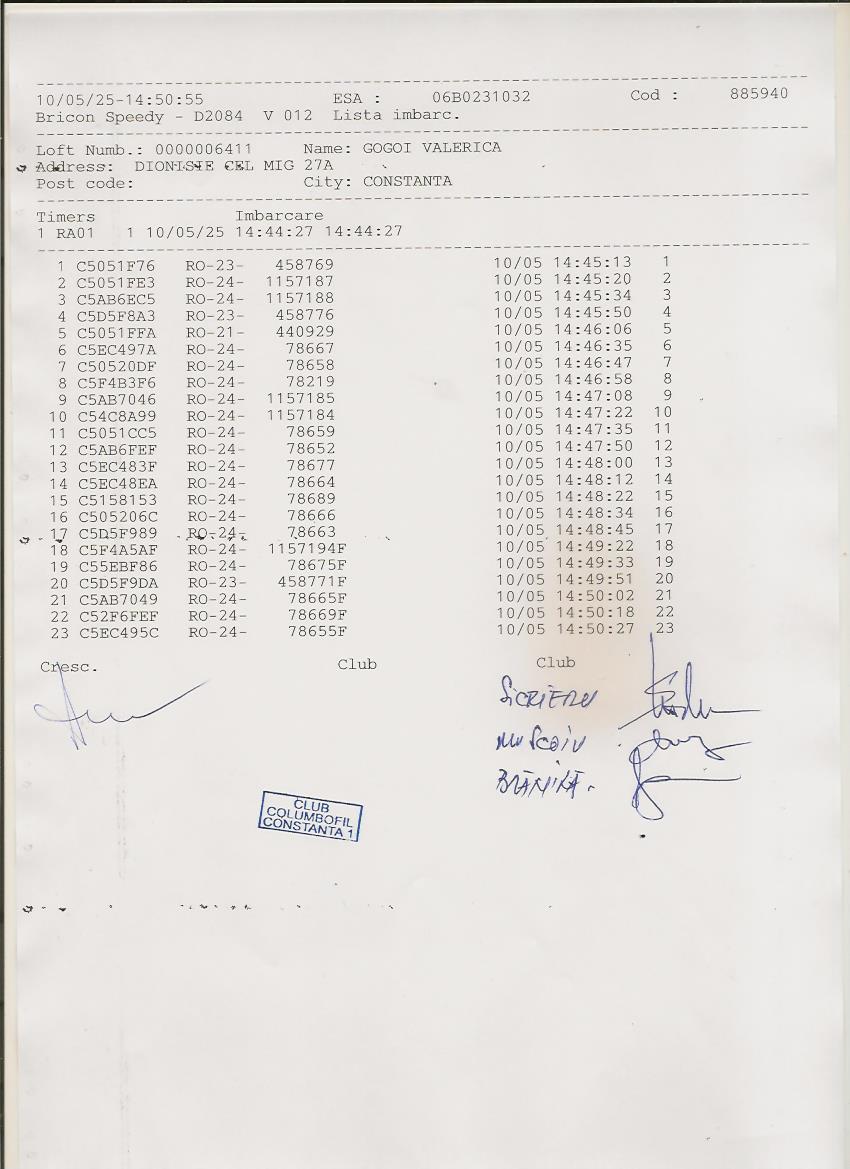 10/05/25-14:50:55 ESA : 06B0231032 Cod : 885940
Bricon Speedy - D2084 V 012 Lista imbarc.
Loft Numb.: 0000006411 Name: GOGOI VALERICA
Address: DIONISIE CEL MIG 27A
Post code: City: CONSTANTA
Timers Imbarcare
1 RA01 1 10/05/25 14:44:27 14:44:27
1 C5051F76 RO-23- 458769 10/05 14:45:13 1
2 C5051FE3 RO-24- 1157187 10/05 14:45:20 2
3 C5AB6EC5 RO-24- 1157188 10/05 14:45:34 3
4 C5D5F8A3 RO-23- 458776 10/05 14:45:50 4
5 C5051FFA RO-21- 440929 10/05 14:46:06 5
6 C5EC497A RO-24- 78667 10/05 14:46:35 6
7 C50520DF RO-24- 78658 10/05 14:46:47 7
8 C5F4B3F6 RO-24- 78219 10/05 14:46:58 8
9 C5AB7046 RO-24- 1157185 10/05 14:47:08 9
10 C54C8A99 RO-24- 1157184 10/05 14:47:22 10
11 C5051CC5 RO-24- 78659 10/05 14:47:35 11
12 C5AB6FEF RO-24- 78652 10/05 14:47:50 12
13 C5EC483F RO-24- 78677 10/05 14:48:00 13
14 C5EC48EA RO-24- 78664 10/05 14:48:12 14
15 C5158153 RO-24- 78689 10/05 14:48:22 15
16 C505206C RO-24- 78666 10/05 14:48:34 16
17 C5D5F989 RO-24- 78663 10/05 14:48:45 17
18 C5F4A5AF RO-24- 1157194F 10/05 14:49:22 18
19 C55EBF86 RO-24- 78675F 10/05 14:49:33 19
20 C5D5F9DA RO-23- 458771F 10/05 14:49:51 20
21 C5AB7049 RO-24- 78665F 10/05 14:50:02 21
22 C52F6FEF RO-24- 78669F 10/05 14:50:18 22
23 C5EC495C RO-24- 78655F 10/05 14:50:27 23
Cresc. Club Club
SICRIERU
MUSCOIU
BRÂNIKĂ.
CLUB
COLUMBOFIL
CONSTANTA 1